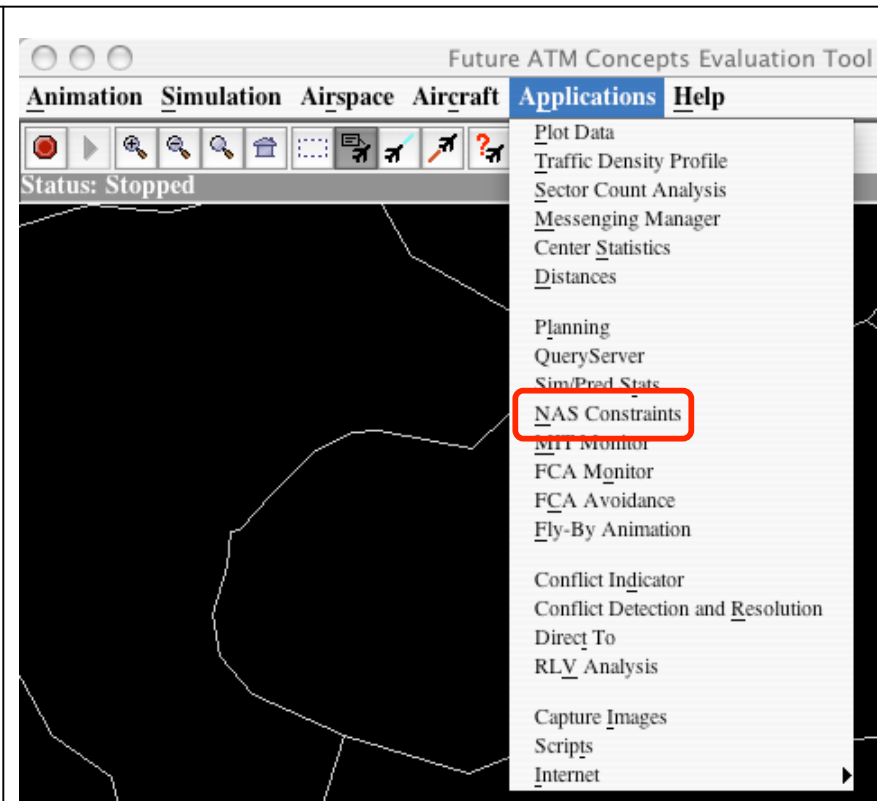 Future ATM Concepts Evaluation Tool
Animation Simulation Airspace Aircraft Applications Help
Status: Stopped
Plot Data
Traffic Density Profile
Sector Count Analysis
Messenging Manager
Center Statistics
Distances
Planning
QueryServer
Sim/Pred Stats
NAS Constraints
MIT Monitor
FCA Monitor
FCA Avoidance
Fly-By Animation
Conflict Indicator
Conflict Detection and Resolution
Direct To
RLV Analysis
Capture Images
Scripts
Internet